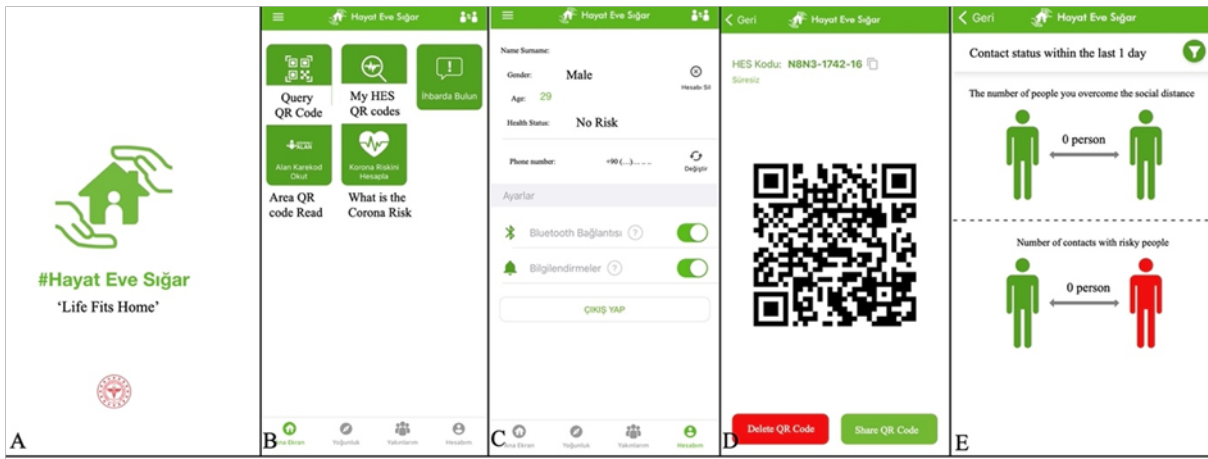 #Hayat Eve Sığar
'Life Fits Home'
A
Hayat Eve Sığar
Query
QR Code
My HES
QR codes
İhbarda Bulun
Alan Karekod
Okut
Korona Riskini
Hesapla
Area QR
code Read
What is the
Corona Risk
Ana Ekran
Yoğunluk
Yakınlarım
Hesabım
B
Hayat Eve Sığar
Name Surname:
Gender: Male
Hesabı Sil
Age: 29
Health Status: No Risk
Phone number: +90 (...)... .. ..
Değiştir
Ayarlar
Bluetooth Bağlantısı ?
Bilgilendirmeler ?
ÇIKIŞ YAP
Ana Ekran
Yoğunluk
Yakınlarım
Hesabım
C
Geri
Hayat Eve Sığar
HES Kodu: N8N3-1742-16
Süresiz
Delete QR Code
Share QR Code
D
Geri
Hayat Eve Sığar
Contact status within the last 1 day
The number of people you overcome the social distance
0 person
Number of contacts with risky people
0 person
E